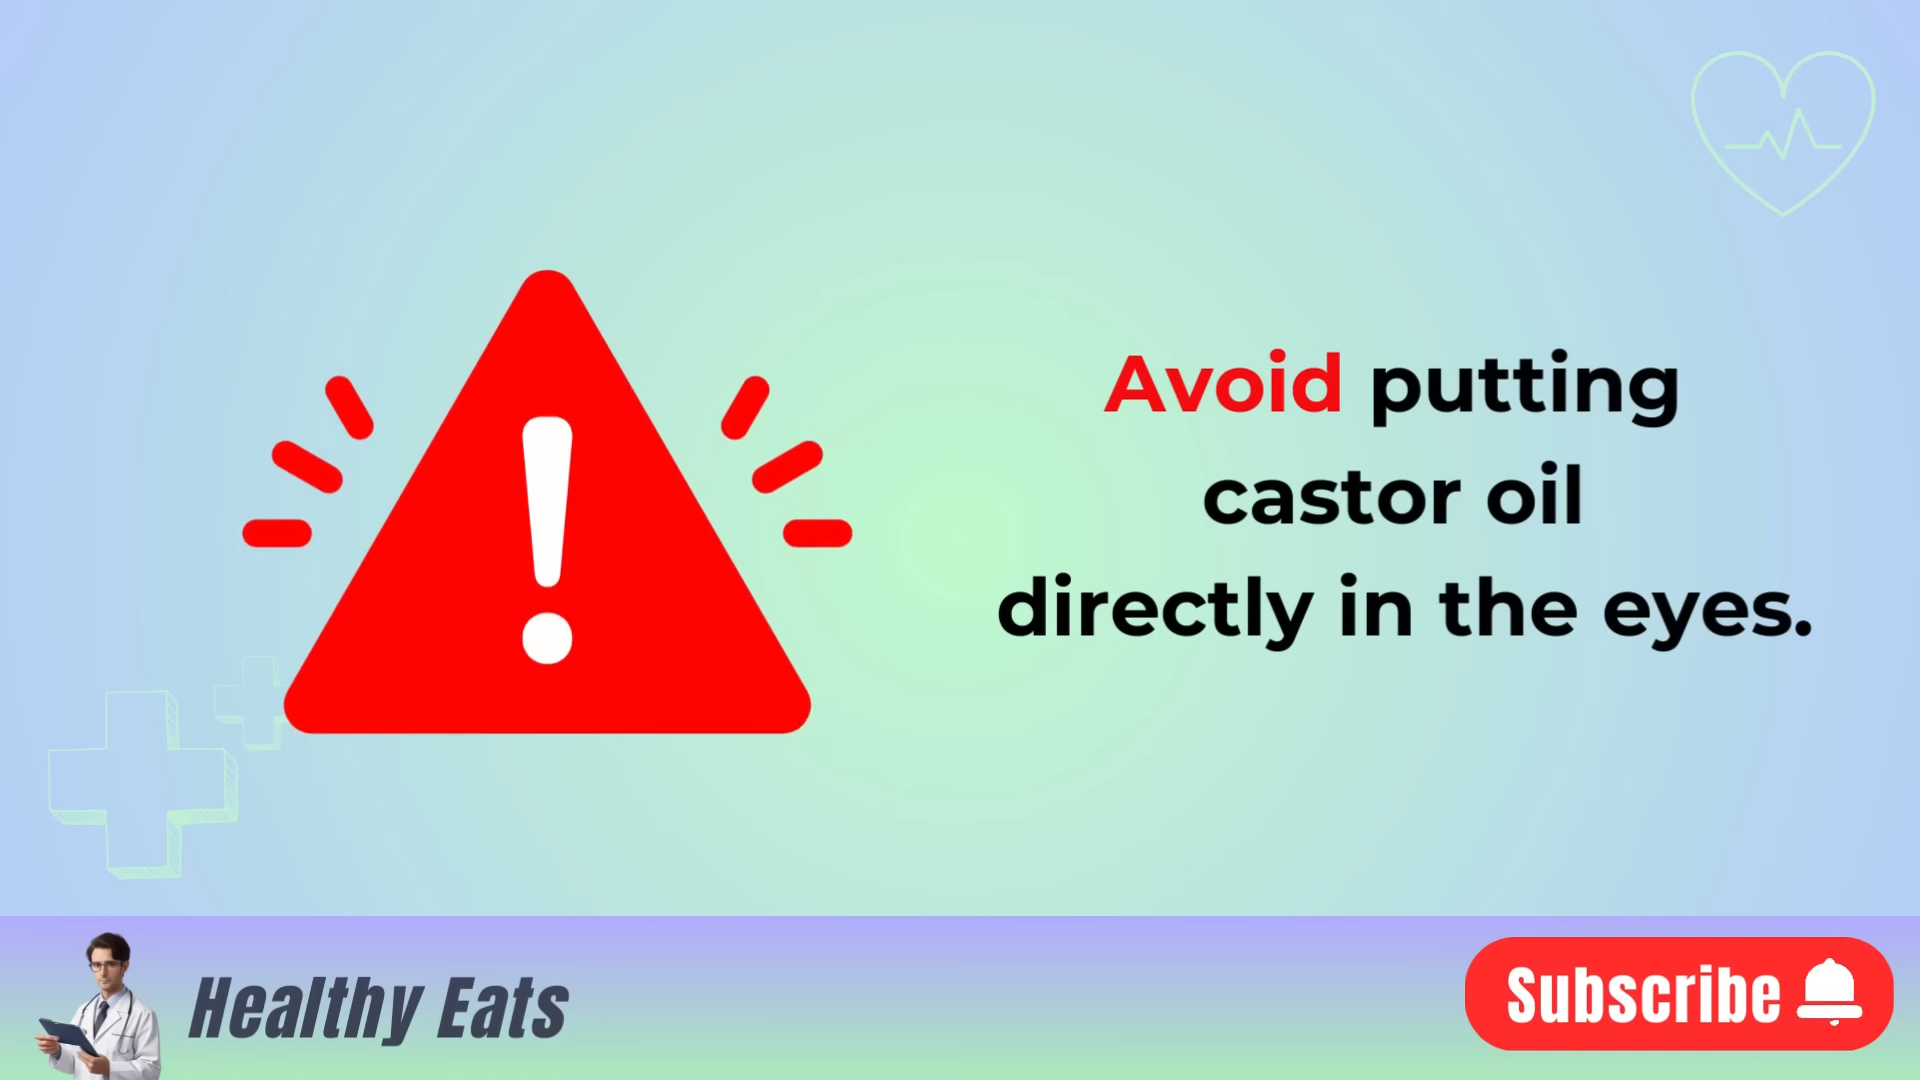 Avoid putting
castor oil
directly in the eyes.
Healthy Eats
Subscribe